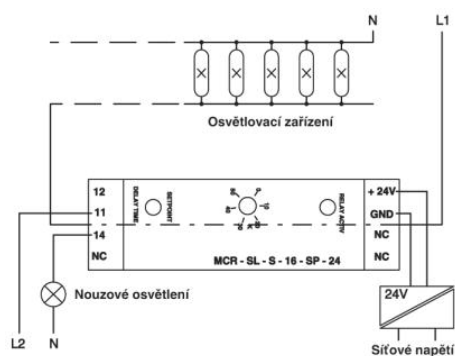 N L1
Osvětlovací zařízení
12 + 24V
DELAY TIME SETPOINT RELAY ACTIV
11 GND
14 NC
NC MCR - SL - S - 16 - SP - 24 NC
Nouzové osvětlení 24V
L2 N Síťové napětí